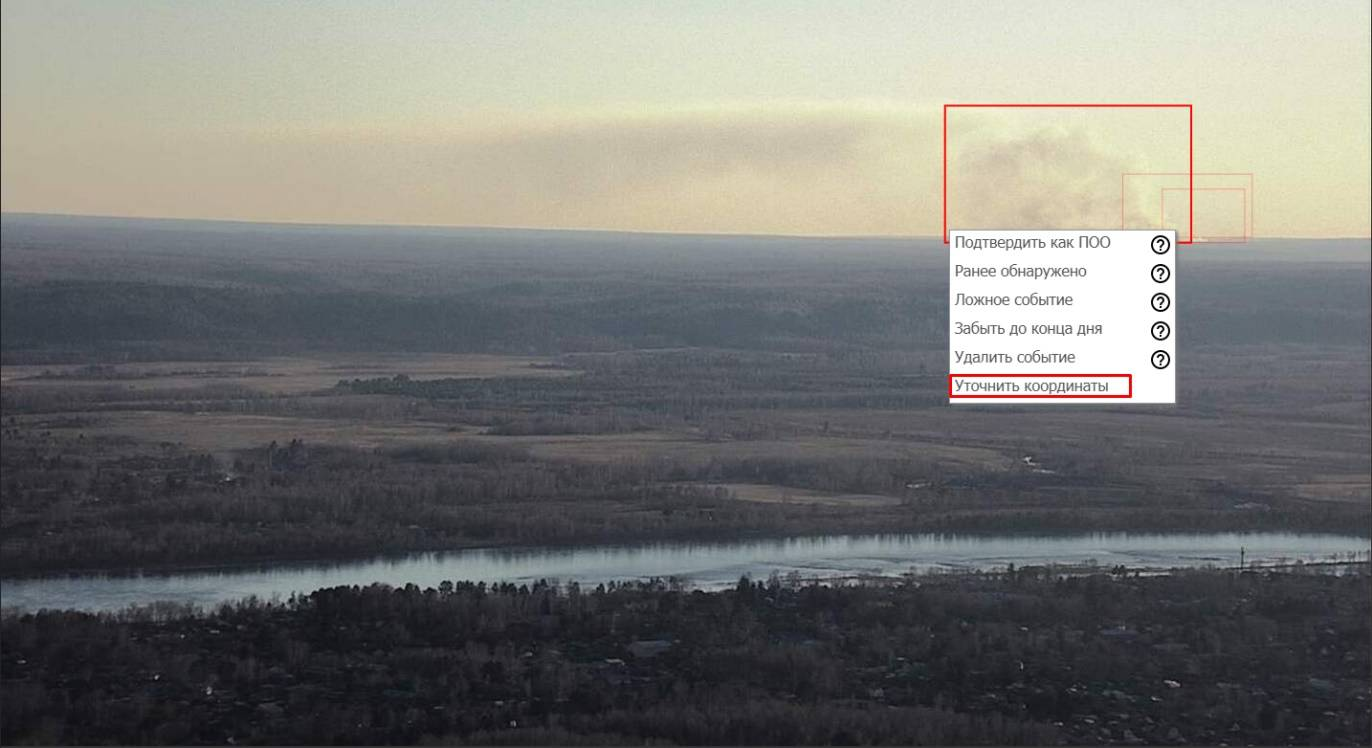 Подтвердить как ПОО ?
Ранее обнаружено ?
Ложное событие ?
Забыть до конца дня ?
Удалить событие ?
Уточнить координаты